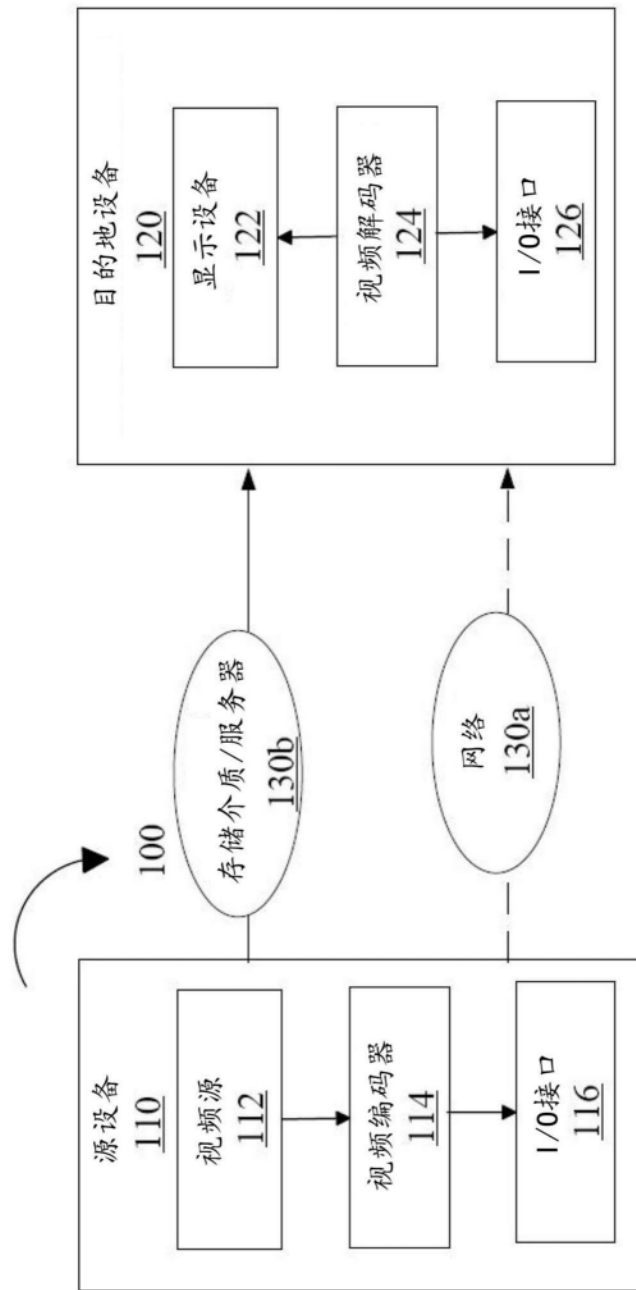 100
源设备
110
视频源
112
视频编码器
114
I/O接口
116
存储介质/服务器
130b
网络
130a
目的地设备
120
显示设备
122
视频解码器
124
I/O接口
126